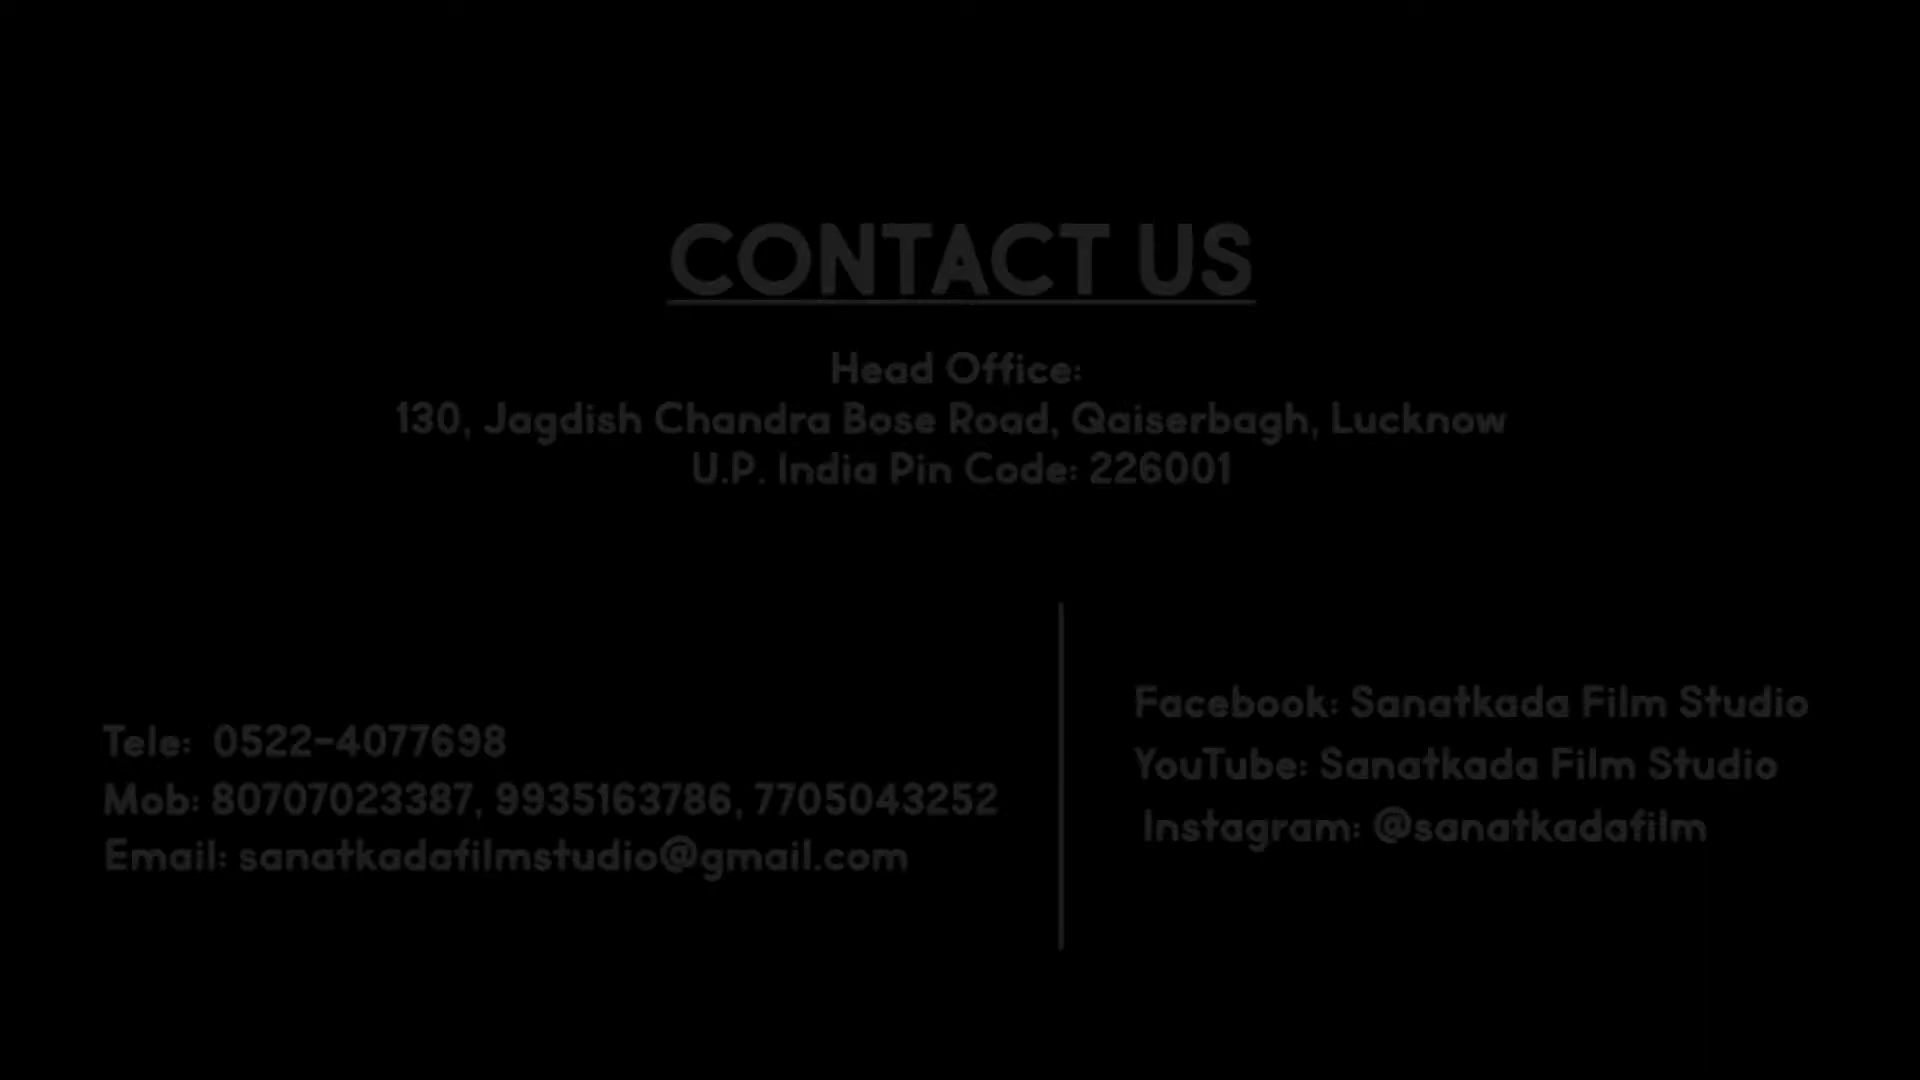 CONTACT US
Head Office:
130, Jagdish Chandra Bose Road, Qaiserbagh, Lucknow
U.P. India Pin Code: 226001
Tele: 0522-4077698
Mob: 80707023387, 9935163786, 7705043252
Email: sanatkadafilmstudio@gmail.com
Facebook: Sanatkada Film Studio
YouTube: Sanatkada Film Studio
Instagram: @sanatkadafilm